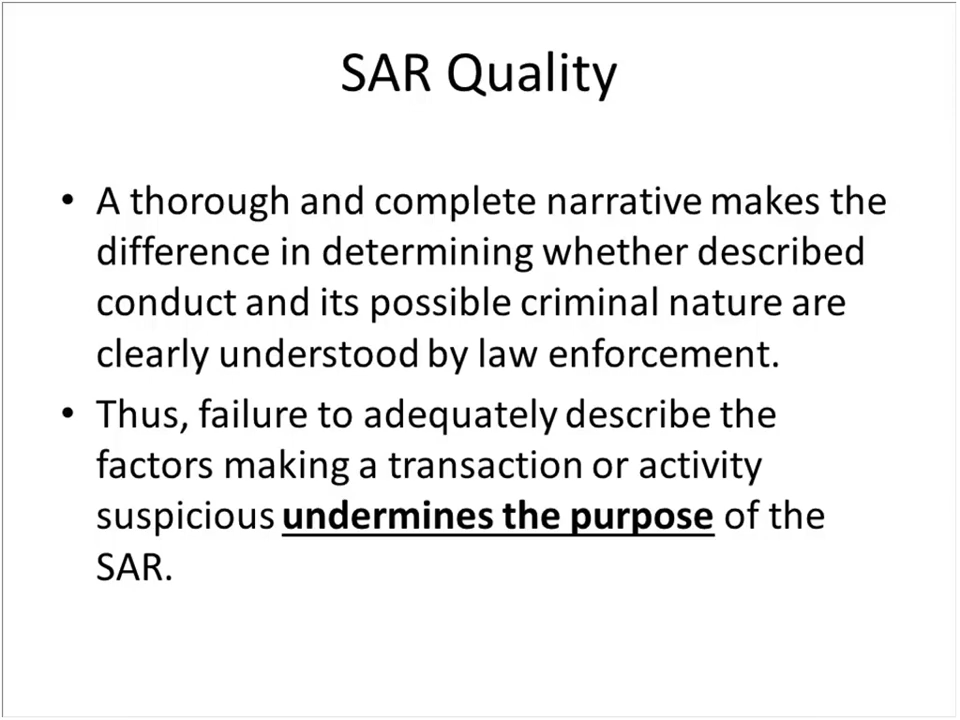 SAR Quality
• A thorough and complete narrative makes the
difference in determining whether described
conduct and its possible criminal nature are
clearly understood by law enforcement.
• Thus, failure to adequately describe the
factors making a transaction or activity
suspicious undermines the purpose of the
SAR.